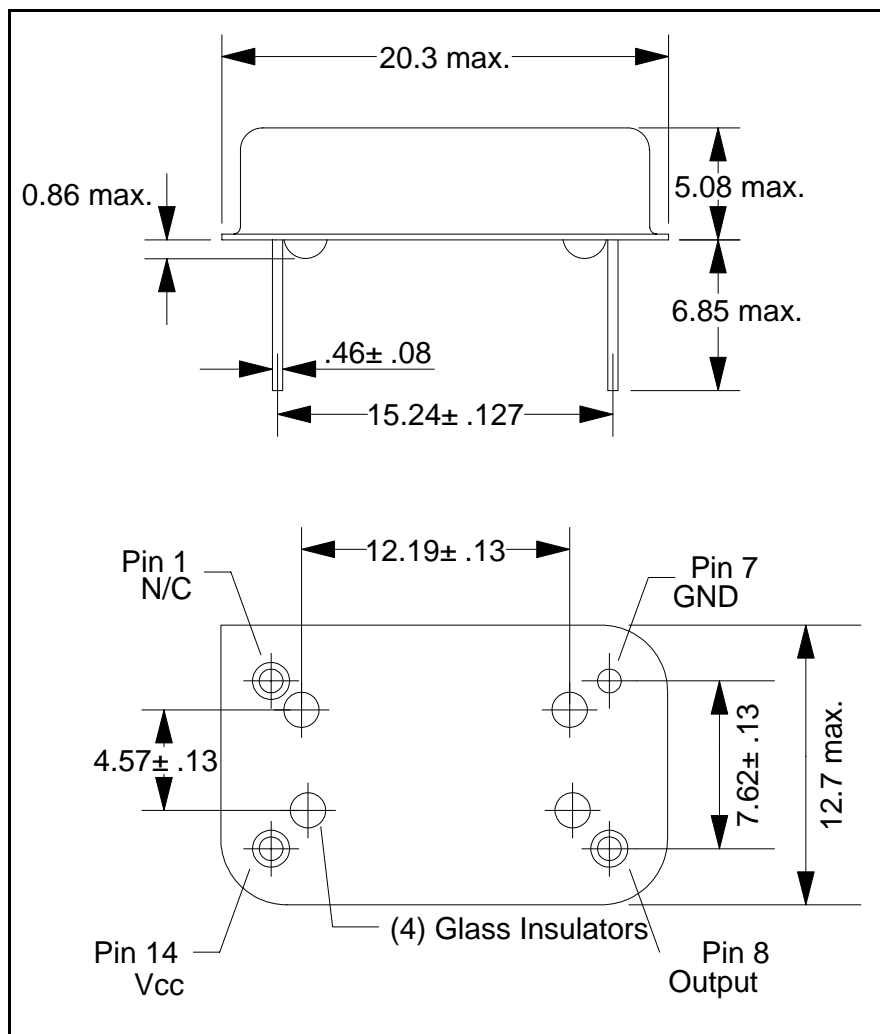 20.3 max.
0.86 max.
5.08 max.
6.85 max.
.46± .08
15.24± .127
12.19± .13
Pin 1
N/C
Pin 7
GND
4.57± .13
7.62± .13
12.7 max.
(4) Glass Insulators
Pin 14
Vcc
Pin 8
Output